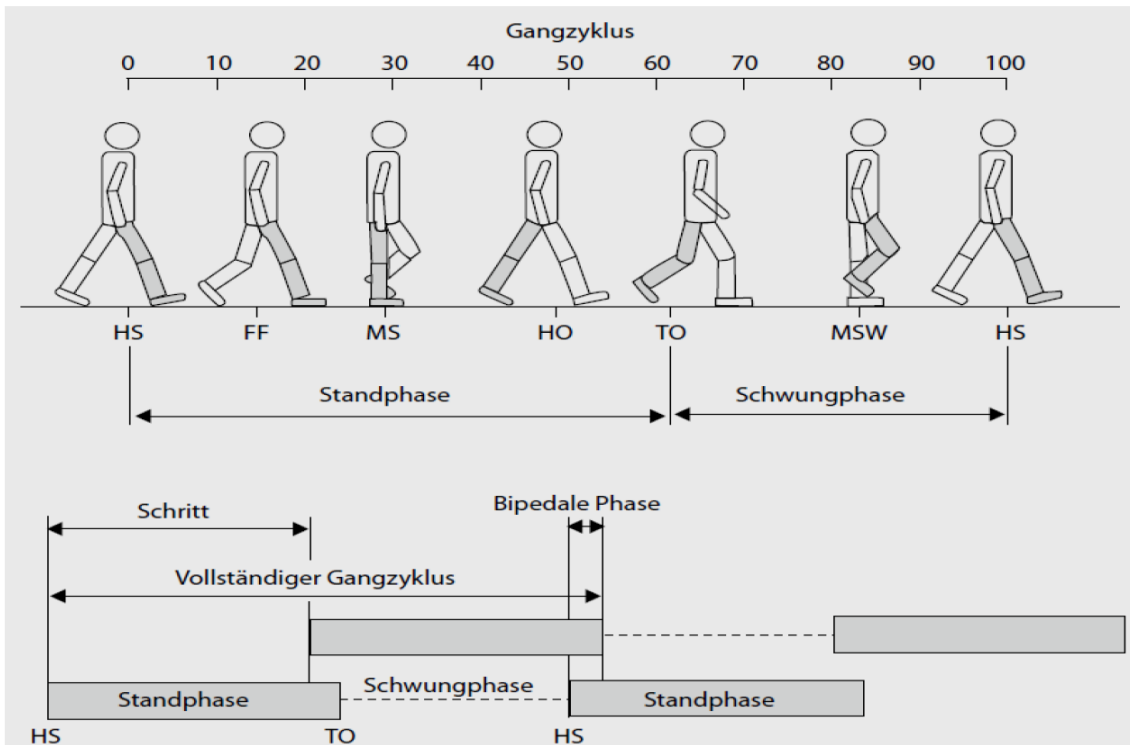 Gangzyklus
0 10 20 30 40 50 60 70 80 90 100
HS FF MS HO TO MSW HS
Standphase Schwungphase
Schritt Bipedale Phase
Vollständiger Gangzyklus
Standphase Schwungphase Standphase
HS TO HS